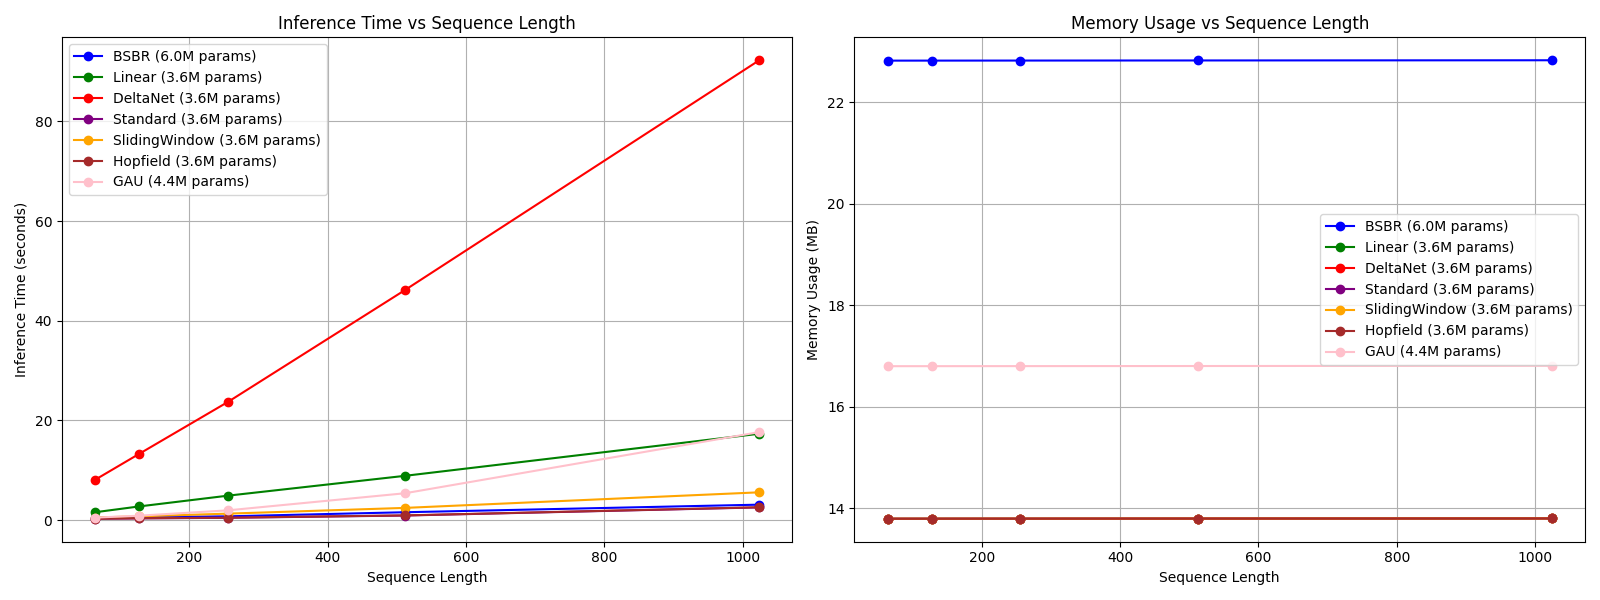 Inference Time vs Sequence Length
Inference Time (seconds)
80
60
40
20
0
BSBR (6.0M params)
Linear (3.6M params)
DeltaNet (3.6M params)
Standard (3.6M params)
SlidingWindow (3.6M params)
Hopfield (3.6M params)
GAU (4.4M params)
200 400 600 800 1000
Sequence Length
Memory Usage vs Sequence Length
Memory Usage (MB)
22
20
18
16
14
BSBR (6.0M params)
Linear (3.6M params)
DeltaNet (3.6M params)
Standard (3.6M params)
SlidingWindow (3.6M params)
Hopfield (3.6M params)
GAU (4.4M params)
200 400 600 800 1000
Sequence Length